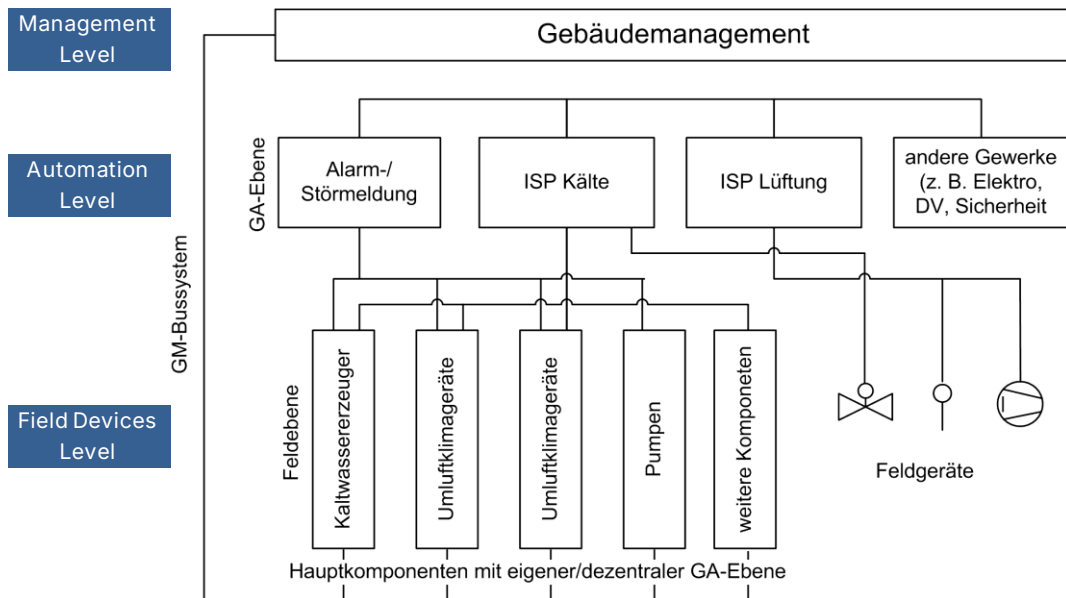 Management
Level
Gebäudemanagement
Automation
Level
GA-Ebene
Alarm-/
Störmeldung
ISP Kälte
ISP Lüftung
andere Gewerke
(z. B. Elektro,
DV, Sicherheit
GM-Bussystem
Field Devices
Level
Feldebene
Kaltwassererzeuger
Umluftklimageräte
Umluftklimageräte
Pumpen
weitere Komponeten
Feldgeräte
Hauptkomponenten mit eigener/dezentraler GA-Ebene